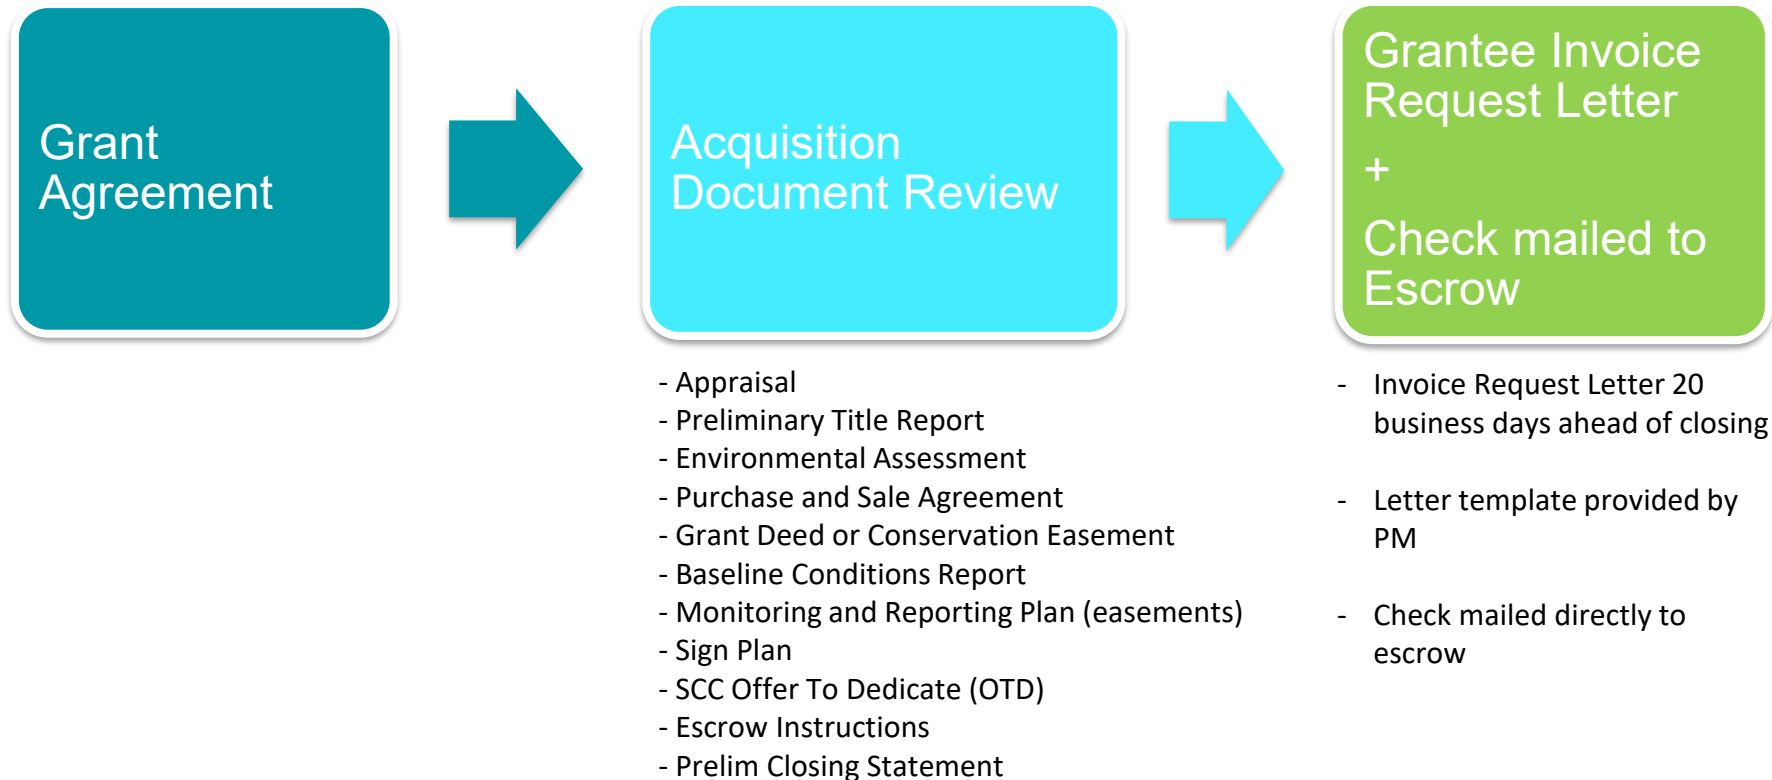 Grant
Agreement
Acquisition
Document Review
Grantee Invoice
Request Letter
+
Check mailed to
Escrow
- Appraisal
- Preliminary Title Report
- Environmental Assessment
- Purchase and Sale Agreement
- Grant Deed or Conservation Easement
- Baseline Conditions Report
- Monitoring and Reporting Plan (easements)
- Sign Plan
- SCC Offer To Dedicate (OTD)
- Escrow Instructions
- Prelim Closing Statement
- Invoice Request Letter 20
business days ahead of closing
- Letter template provided by
PM
- Check mailed directly to
escrow